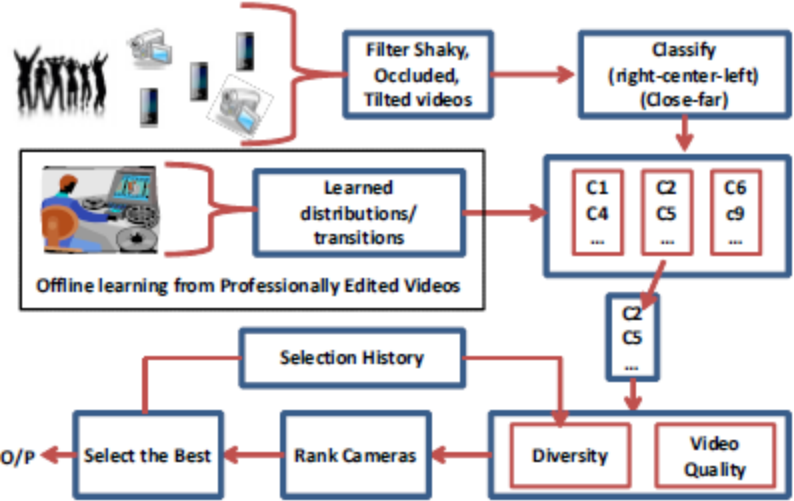 Filter Shaky,
Occluded,
Tilted videos
Classify
(right-center-left)
(Close-far)
Learned
distributions/
transitions
Offline learning from Professionally Edited Videos
C1
C4
...
C2
C5
...
C6
c9
...
C2
C5
...
Selection History
O/P
Select the Best
Rank Cameras
Diversity
Video
Quality